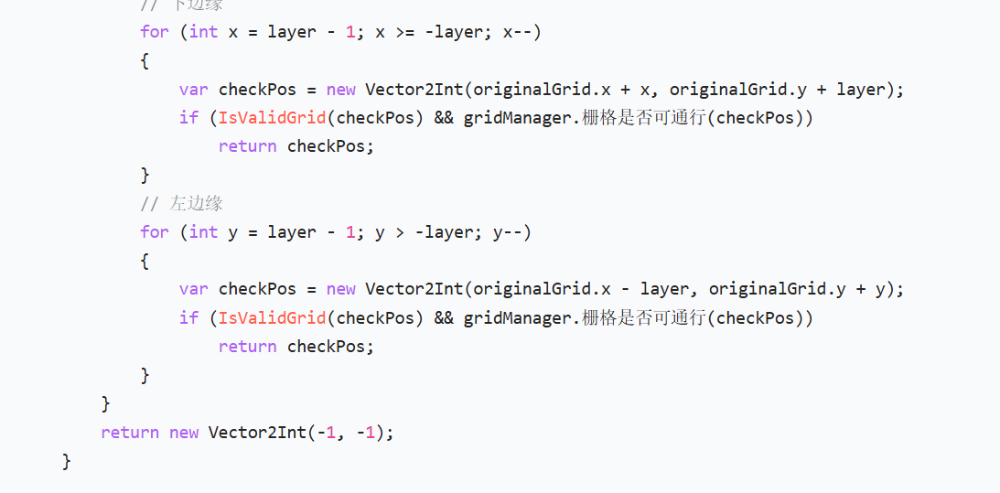 // 下边缘
for (int x = layer - 1; x >= -layer; x--)
{
var checkPos = new Vector2Int(originalGrid.x + x, originalGrid.y + layer);
if (IsValidGrid(checkPos) && gridManager.栅格是否可通行(checkPos))
return checkPos;
}
// 左边缘
for (int y = layer - 1; y > -layer; y--)
{
var checkPos = new Vector2Int(originalGrid.x - layer, originalGrid.y + y);
if (IsValidGrid(checkPos) && gridManager.栅格是否可通行(checkPos))
return checkPos;
}
}
return new Vector2Int(-1, -1);
}